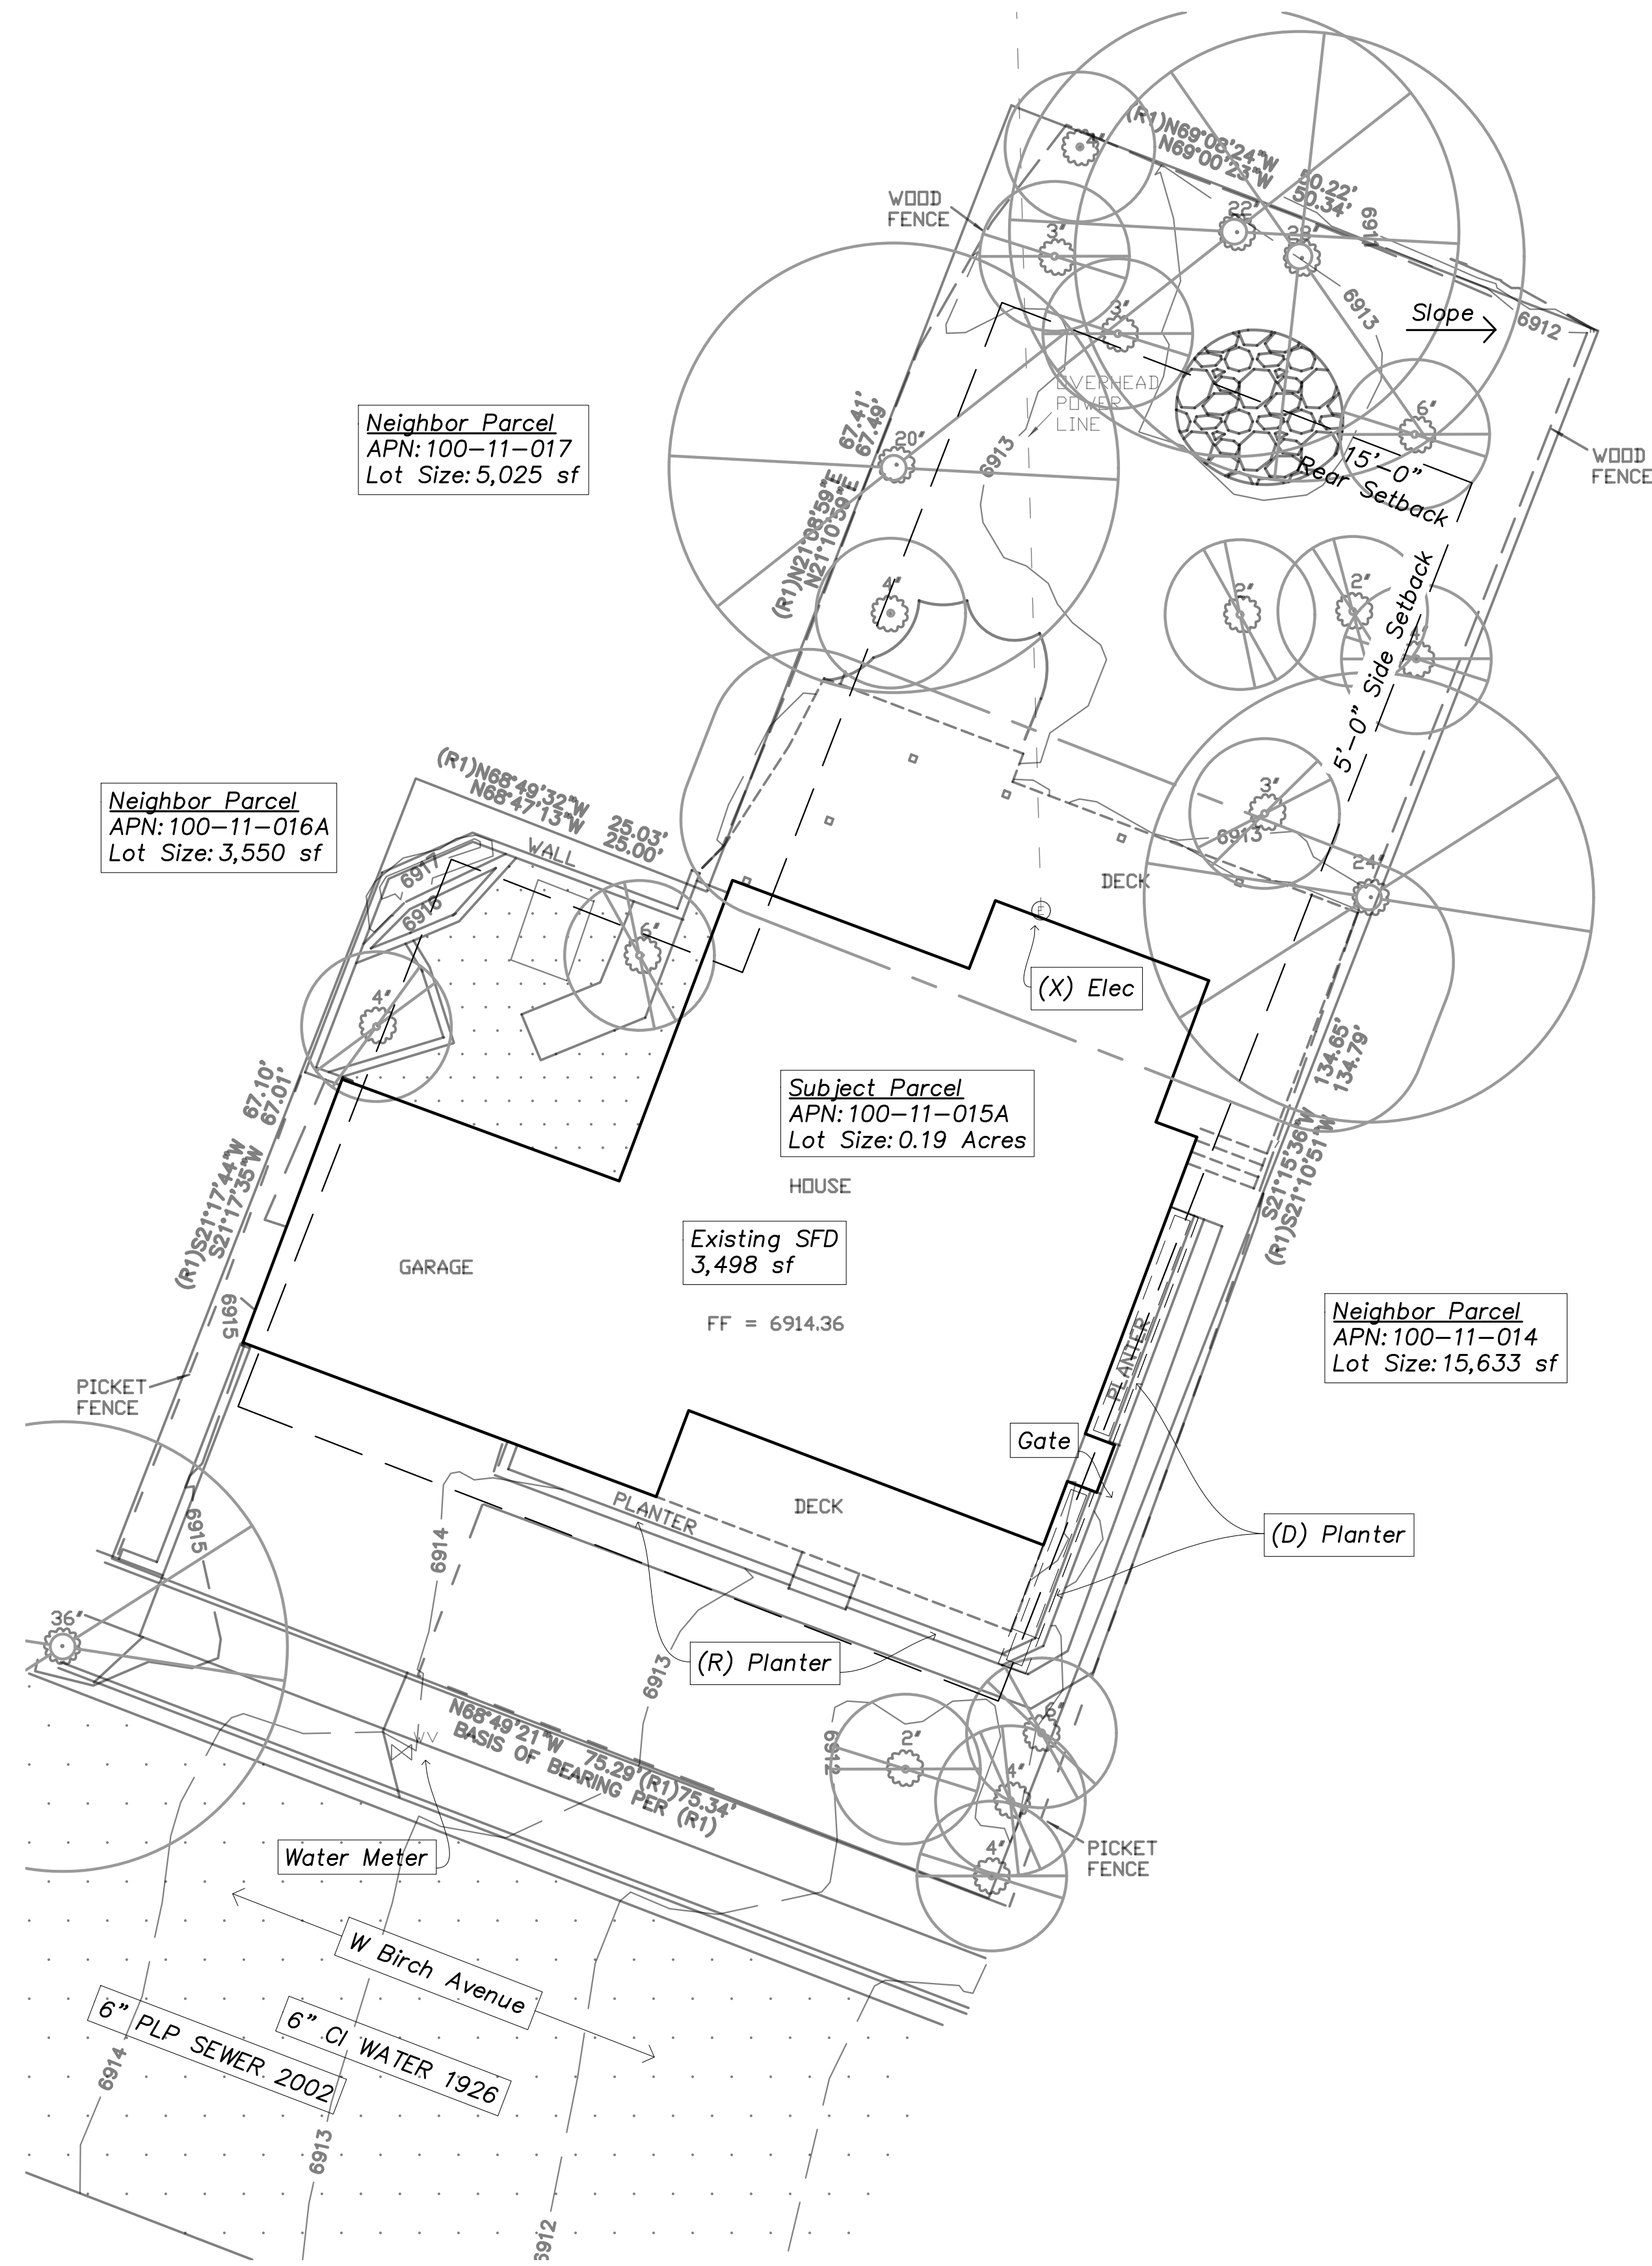 (R1)N69°08'24"W 50.22'
N69°00'23"W 50.34'
4"
WOOD
FENCE
3"
22"
28"
6911
3"
6913
Slope
6912
OVERHEAD
POWER
LINE
Neighbor Parcel
APN: 100-11-017
Lot Size: 5,025 sf
67.41'
67.49'
(R1)N21°08'59"E
N21°10'59"E
20"
6913
6"
15'-0"
Rear Setback
WOOD
FENCE
4"
2"
2"
4"
5'-0" Side Setback
(R1)N68°49'32"W 25.03'
N68°47'13"W 25.00'
WALL
Neighbor Parcel
APN: 100-11-016A
Lot Size: 3,550 sf
6917
6916
3"
6913
24"
DECK
6"
4"
(X) Elec
E
134.65'
134.79'
S21°15'36"W
(R1)S21°10'51"W
67.10'
67.01'
(R1)S21°17'44"W
S21°17'35"W
Subject Parcel
APN: 100-11-015A
Lot Size: 0.19 Acres
HOUSE
Existing SFD
3,498 sf
GARAGE
FF = 6914.36
6915
PLANTER
Neighbor Parcel
APN: 100-11-014
Lot Size: 15,633 sf
PICKET
FENCE
Gate
6915
6914
PLANTER
DECK
(D) Planter
36"
(R) Planter
6913
N68°49'21"W 75.29'(R1)75.34'
BASIS OF BEARING PER (R1)
WV
6912
2"
6"
4"
4"
PICKET
FENCE
Water Meter
W Birch Avenue
6" PLP SEWER 2002
6" CI WATER 1926
6914
6913
6912